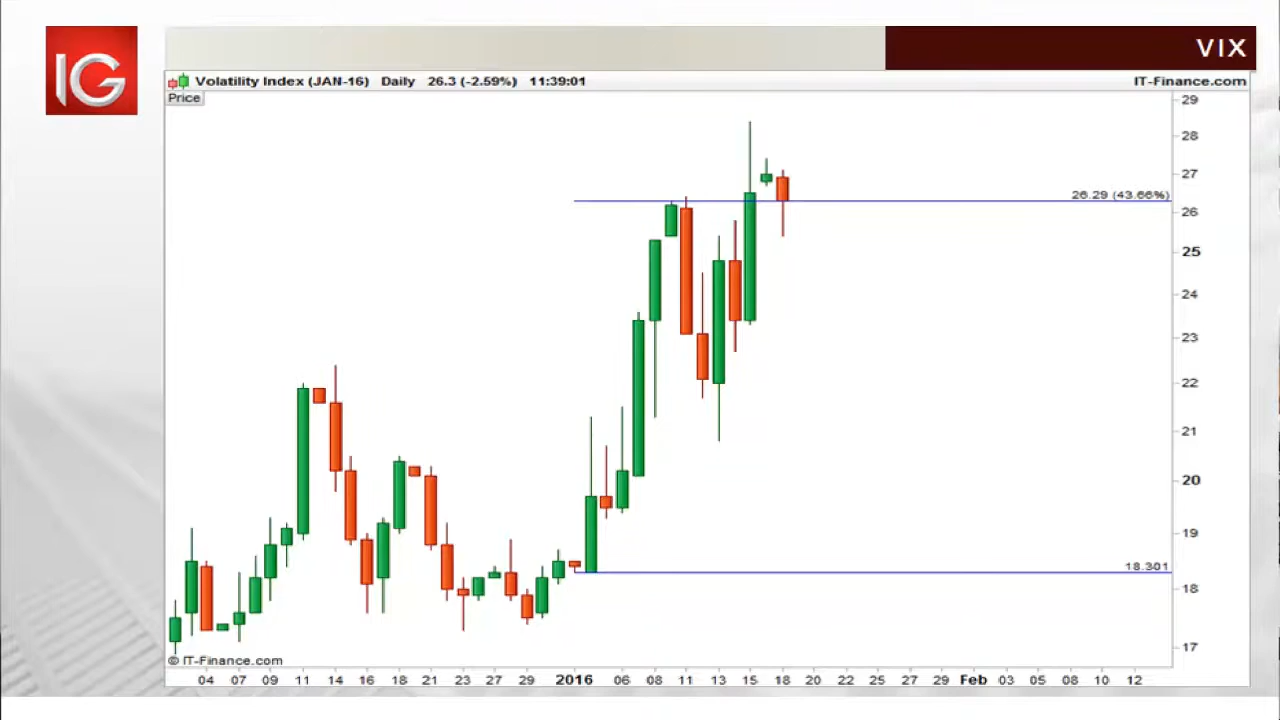 IG
VIX
Volatility Index (JAN-16) Daily 26.3 (-2.59%) 11:39:01 IT-Finance.com
Price
29
28
27
26.29 (43.66%)
26
25
24
23
22
21
20
19
18.301
18
17
© IT-Finance.com
04 07 09 11 14 16 18 21 23 27 29 2016 06 08 11 13 15 18 20 22 25 27 29 Feb 03 05 08 10 12